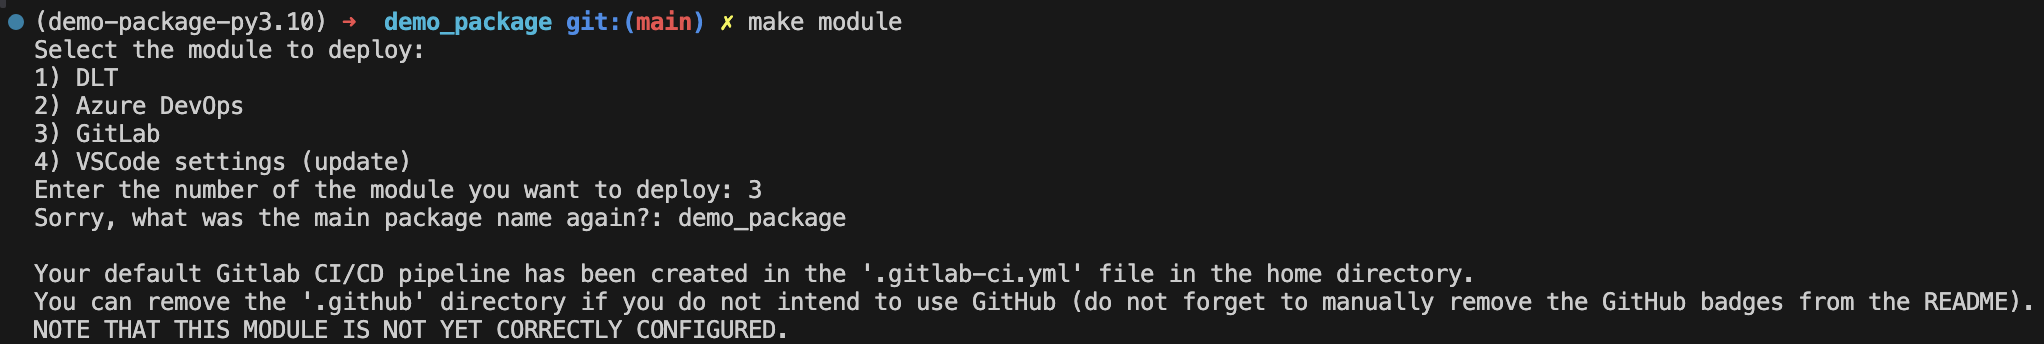 (demo-package-py3.10) → demo_package git:(main) ✗ make module
Select the module to deploy:
1) DLT
2) Azure DevOps
3) GitLab
4) VSCode settings (update)
Enter the number of the module you want to deploy: 3
Sorry, what was the main package name again?: demo_package
Your default Gitlab CI/CD pipeline has been created in the '.gitlab-ci.yml' file in the home directory.
You can remove the '.github' directory if you do not intend to use GitHub (do not forget to manually remove the GitHub badges from the README).
NOTE THAT THIS MODULE IS NOT YET CORRECTLY CONFIGURED.